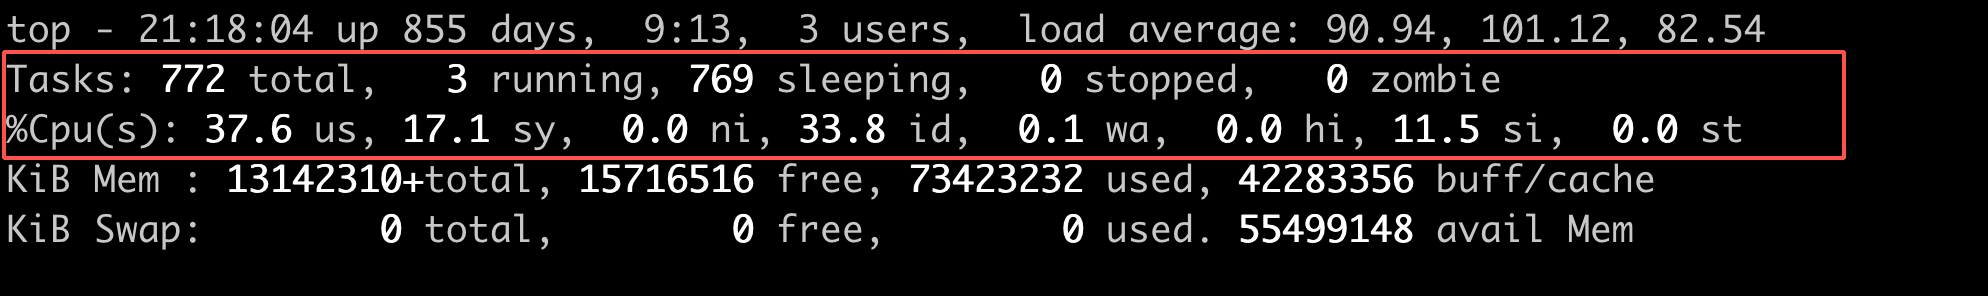 top - 21:18:04 up 855 days,  9:13,  3 users,  load average: 90.94, 101.12, 82.54
Tasks: 772 total,   3 running, 769 sleeping,   0 stopped,   0 zombie
%Cpu(s): 37.6 us, 17.1 sy,  0.0 ni, 33.8 id,  0.1 wa,  0.0 hi, 11.5 si,  0.0 st
KiB Mem : 13142310+total, 15716516 free, 73423232 used, 42283356 buff/cache
KiB Swap:        0 total,        0 free,        0 used. 55499148 avail Mem